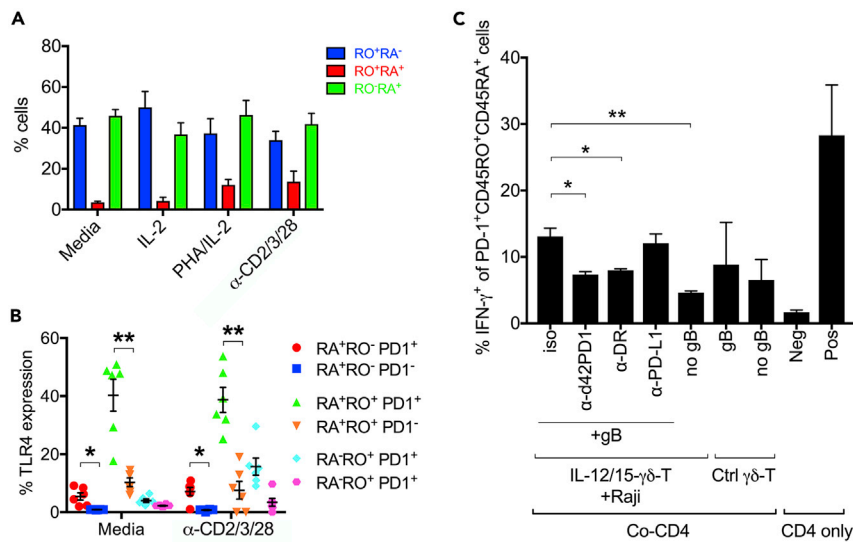 A
% cells
60
40
20
0
Media
IL-2
PHA/IL-2
α-CD2/3/28
RO⁺RA⁻
RO⁺RA⁺
RO⁻RA⁺
B
% TLR4 expression
60
40
20
0
*
**
*
**
Media
α-CD2/3/28
RA⁺RO⁻ PD1⁺
RA⁺RO⁻ PD1⁻
RA⁺RO⁺ PD1⁺
RA⁺RO⁺ PD1⁻
RA⁻RO⁺ PD1⁺
RA⁻RO⁺ PD1⁺
C
% IFN-γ⁺ of PD-1⁺CD45RO⁺CD45RA⁺ cells
40
30
20
10
0
**
*
*
iso
α-d42PD1
α-DR
α-PD-L1
no gB
gB
no gB
Neg
Pos
+gB
IL-12/15-γδ-T
+Raji
Ctrl γδ-T
Co-CD4
CD4 only